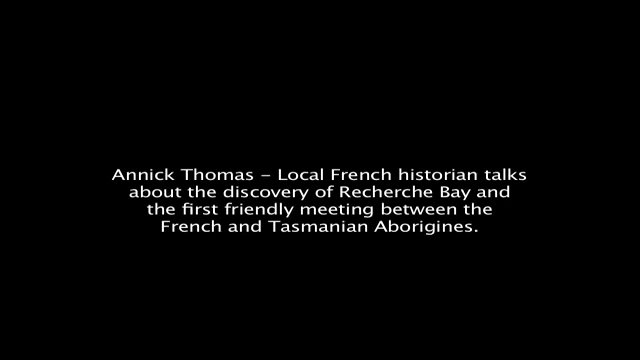 Annick Thomas – Local French historian talks
about the discovery of Recherche Bay and
the first friendly meeting between the
French and Tasmanian Aborigines.